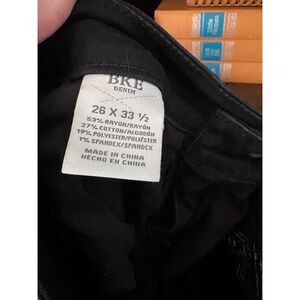 BKE
DENIM
26 X 33 ½
53% RAYON/RAYÓN
27% COTTON/ALGODÓN
19% POLYESTER/POLIÉSTER
1% SPANDEX/SPANDEX
MADE IN CHINA
HECHO EN CHINA